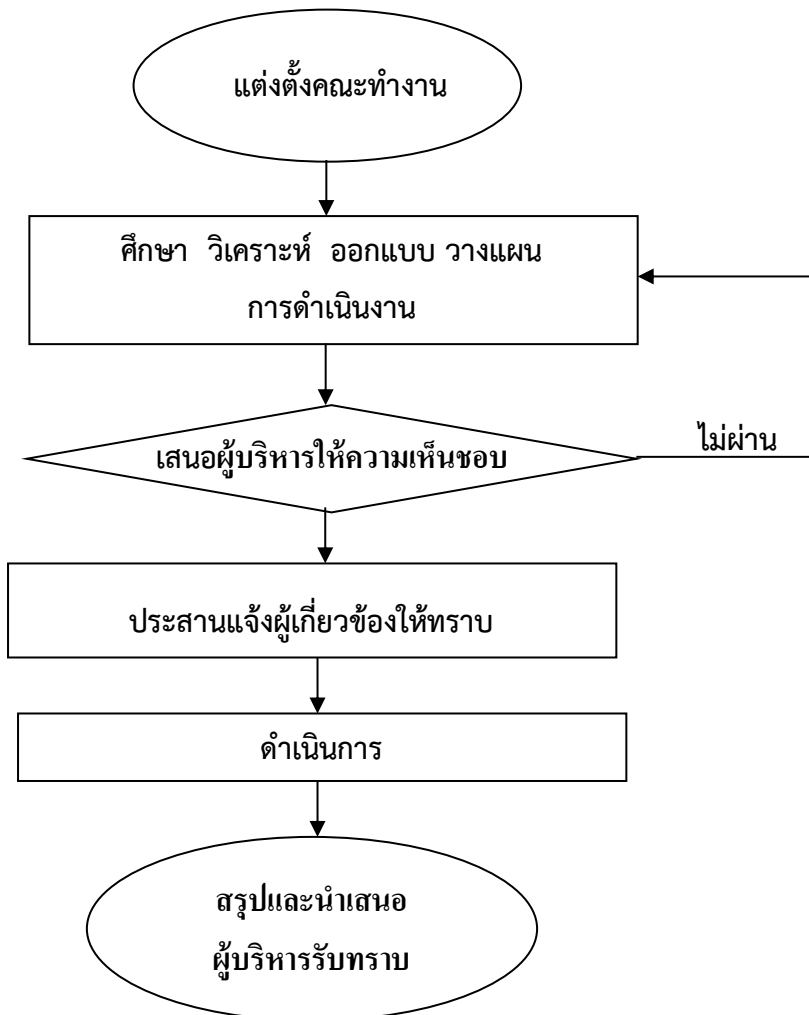 แต่งตั้งคณะทำงาน
ศึกษา วิเคราะห์ ออกแบบ วางแผน
การดำเนินงาน
เสนอผู้บริหารให้ความเห็นชอบ
ไม่ผ่าน
ประสานแจ้งผู้เกี่ยวข้องให้ทราบ
ดำเนินการ
สรุปและนำเสนอ
ผู้บริหารรับทราบ